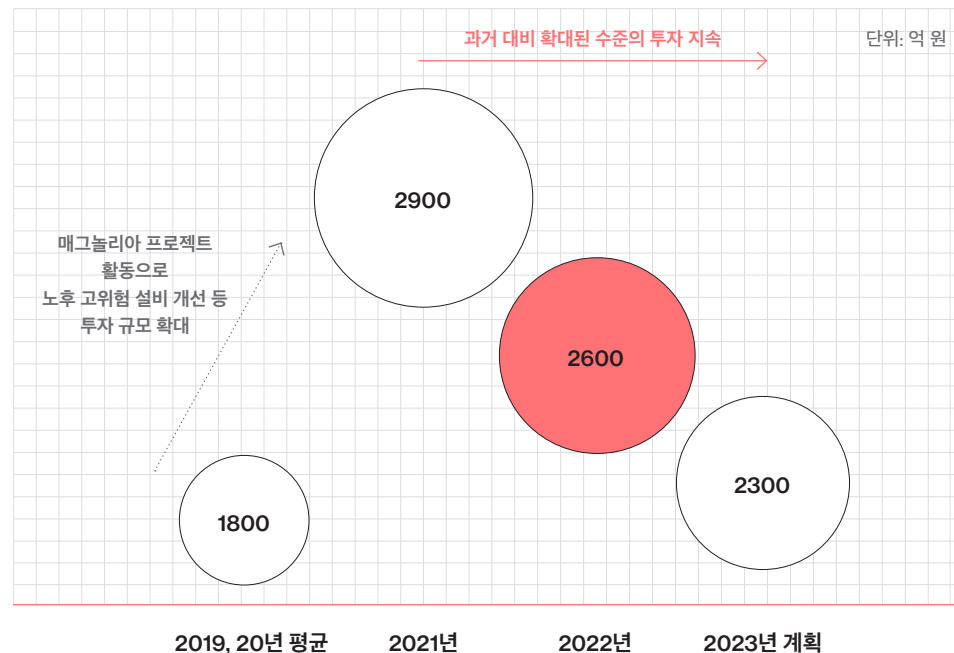 과거 대비 확대된 수준의 투자 지속
단위: 억 원
2900
매그놀리아 프로젝트
활동으로
노후 고위험 설비 개선 등
투자 규모 확대
2600
2300
1800
2019, 20년 평균
2021년
2022년
2023년 계획